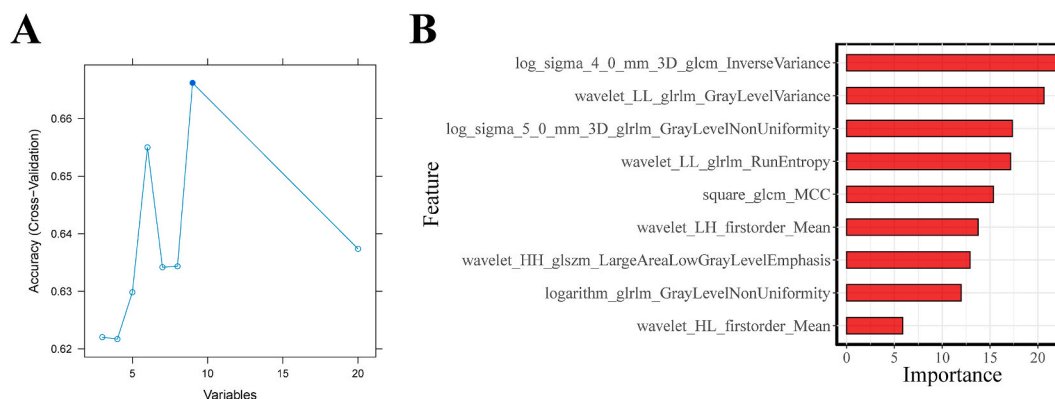 A
Accuracy (Cross−Validation)
0.66
0.65
0.64
0.63
0.62
5
10
15
20
Variables
B
Feature
log_sigma_4_0_mm_3D_glcm_InverseVariance
wavelet_LL_glrlm_GrayLevelVariance
log_sigma_5_0_mm_3D_glrlm_GrayLevelNonUniformity
wavelet_LL_glrlm_RunEntropy
square_glcm_MCC
wavelet_LH_firstorder_Mean
wavelet_HH_glszm_LargeAreaLowGrayLevelEmphasis
logarithm_glrlm_GrayLevelNonUniformity
wavelet_HL_firstorder_Mean
0
5
10
15
20
Importance